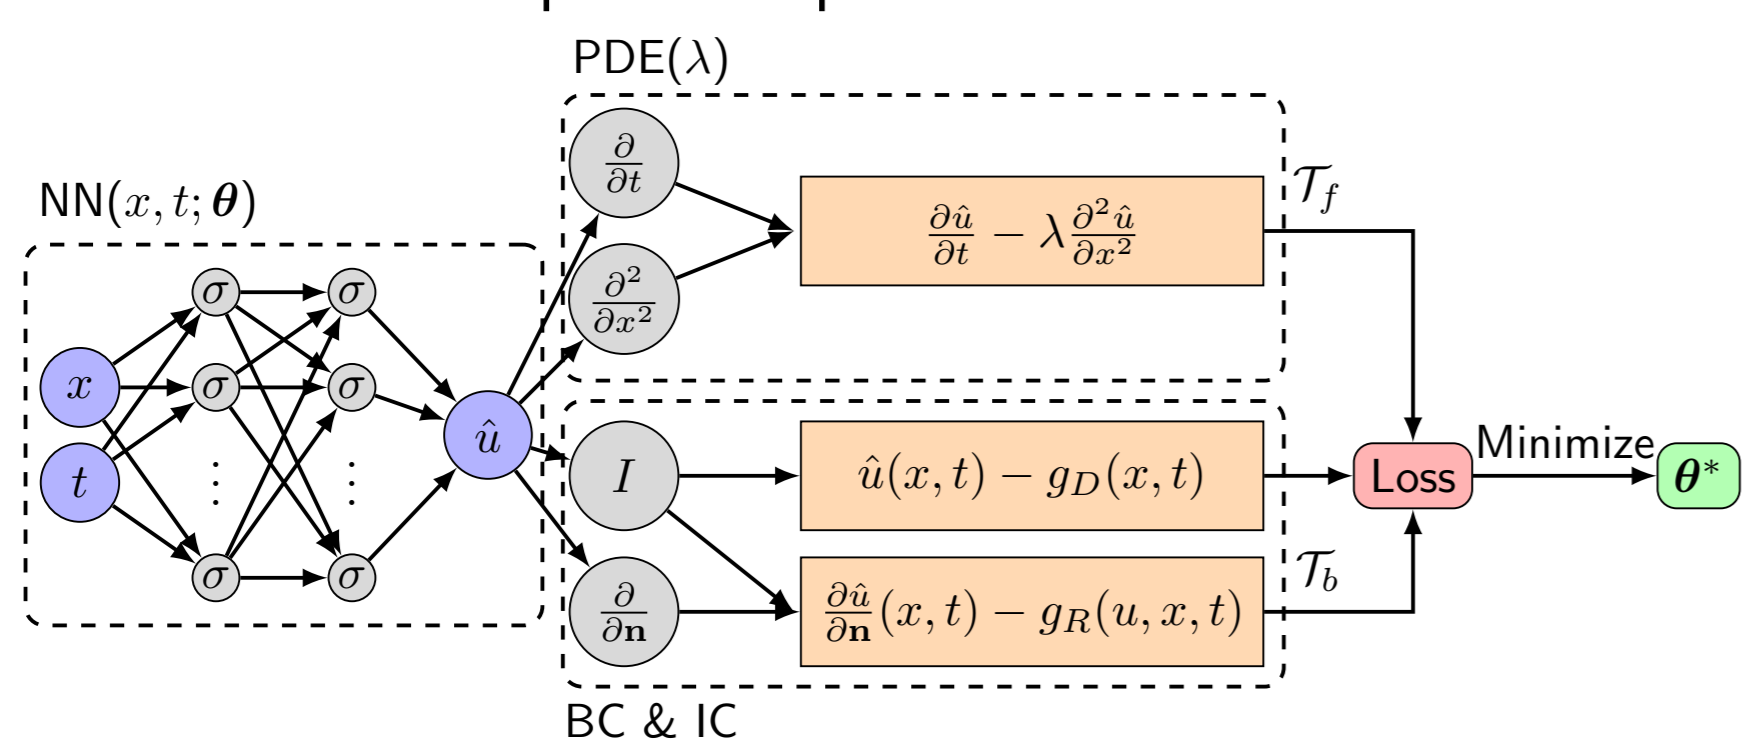 PDE(λ)
NN(x, t; θ)
∂/∂t
∂²/∂x²
∂û/∂t − λ ∂²û/∂x²
𝒯_f
σ σ
x σ σ
t ⋮ ⋮
σ σ
û
I
û(x, t) − g_D(x, t)
Loss
Minimize
θ*
∂/∂n
∂û/∂n(x, t) − g_R(u, x, t)
𝒯_b
BC & IC